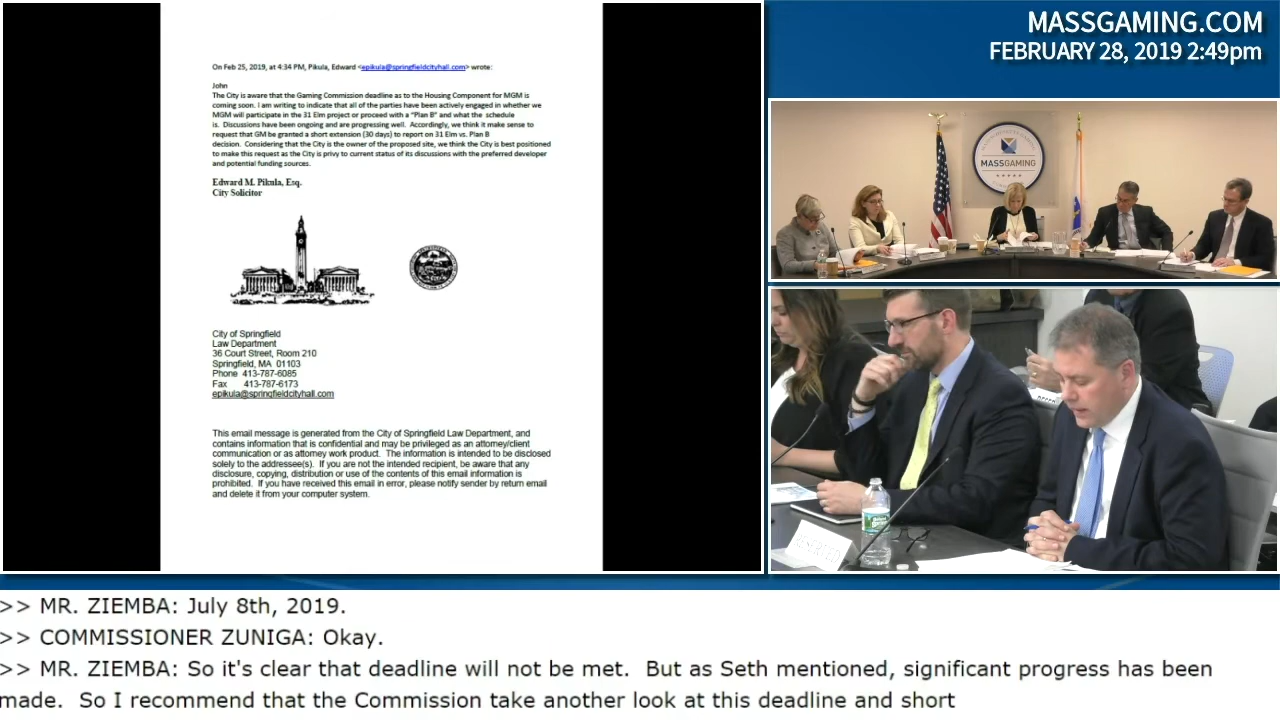 MASSGAMING.COM
FEBRUARY 28, 2019 2:49pm
On Feb 25, 2019, at 4:34 PM, Pikula, Edward <epikula@springfieldcityhall.com> wrote:
John
The City is aware that the Gaming Commission deadline as to the Housing Component for MGM is
coming soon. I am writing to indicate that all of the parties have been actively engaged in whether we
MGM will participate in the 31 Elm project or proceed with a "Plan B" and what the schedule
is. Discussions have been ongoing and are progressing well. Accordingly, we think it make sense to
request that GM be granted a short extension (30 days) to report on 31 Elm vs. Plan B
decision. Considering that the City is the owner of the proposed site, we think the City is best positioned
to make this request as the City is privy to current status of its discussions with the preferred developer
and potential funding sources.
Edward M. Pikula, Esq.
City Solicitor
City of Springfield
Law Department
36 Court Street, Room 210
Springfield, MA 01103
Phone 413-787-6085
Fax 413-787-6173
epikula@springfieldcityhall.com
This email message is generated from the City of Springfield Law Department, and
contains information that is confidential and may be privileged as an attorney/client
communication or as attorney work product. The information is intended to be disclosed
solely to the addressee(s). If you are not the intended recipient, be aware that any
disclosure, copying, distribution or use of the contents of this email information is
prohibited. If you have received this email in error, please notify sender by return email
and delete it from your computer system.
MASSGAMING
RESERVED
>> MR. ZIEMBA: July 8th, 2019.
>> COMMISSIONER ZUNIGA: Okay.
>> MR. ZIEMBA: So it's clear that deadline will not be met. But as Seth mentioned, significant progress has been
made. So I recommend that the Commission take another look at this deadline and short